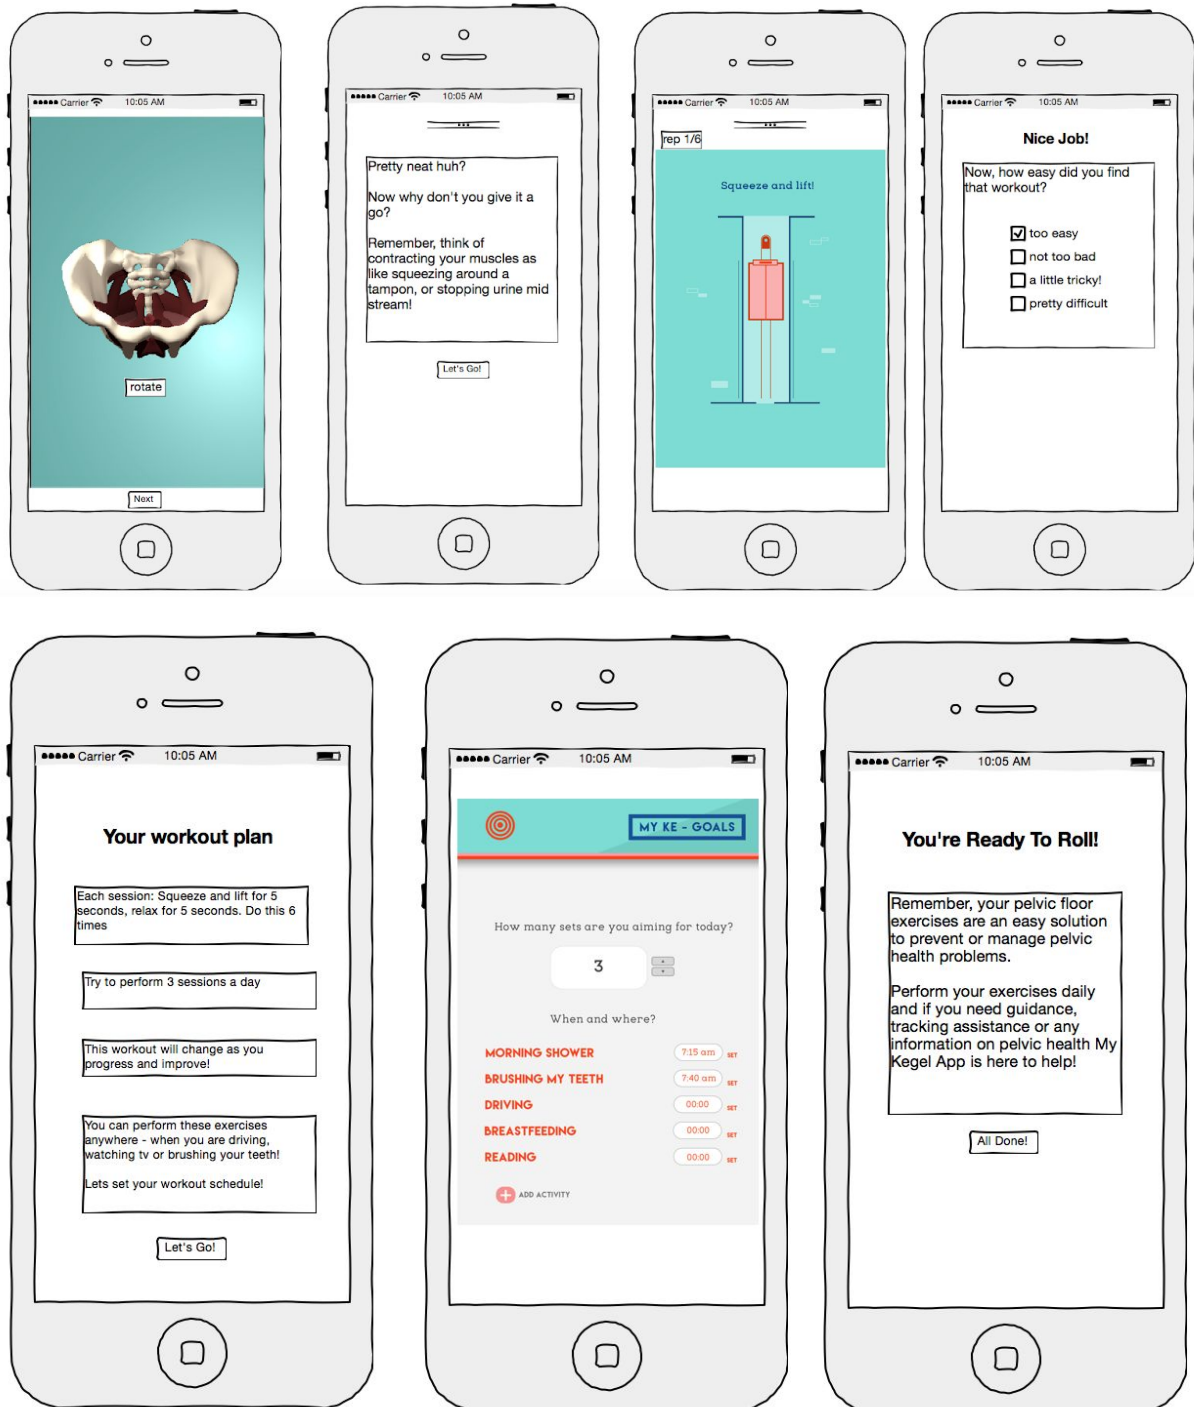 Carrier 10:05 AM
rotate
Next
Carrier 10:05 AM
Pretty neat huh?
Now why don't you give it a
go?
Remember, think of
contracting your muscles as
like squeezing around a
tampon, or stopping urine mid
stream!
Let's Go!
Carrier 10:05 AM
rep 1/6
Squeeze and lift!
Carrier 10:05 AM
Nice Job!
Now, how easy did you find
that workout?
too easy
not too bad
a little tricky!
pretty difficult
Carrier 10:05 AM
Your workout plan
Each session: Squeeze and lift for 5
seconds, relax for 5 seconds. Do this 6
times
Try to perform 3 sessions a day
This workout will change as you
progress and improve!
You can perform these exercises
anywhere - when you are driving,
watching tv or brushing your teeth!
Lets set your workout schedule!
Let's Go!
Carrier 10:05 AM
MY KE - GOALS
How many sets are you aiming for today?
3
When and where?
MORNING SHOWER 7:15 am SET
BRUSHING MY TEETH 7:40 am SET
DRIVING 00:00 SET
BREASTFEEDING 00:00 SET
READING 00:00 SET
+ ADD ACTIVITY
Carrier 10:05 AM
You're Ready To Roll!
Remember, your pelvic floor
exercises are an easy solution
to prevent or manage pelvic
health problems.
Perform your exercises daily
and if you need guidance,
tracking assistance or any
information on pelvic health My
Kegel App is here to help!
All Done!